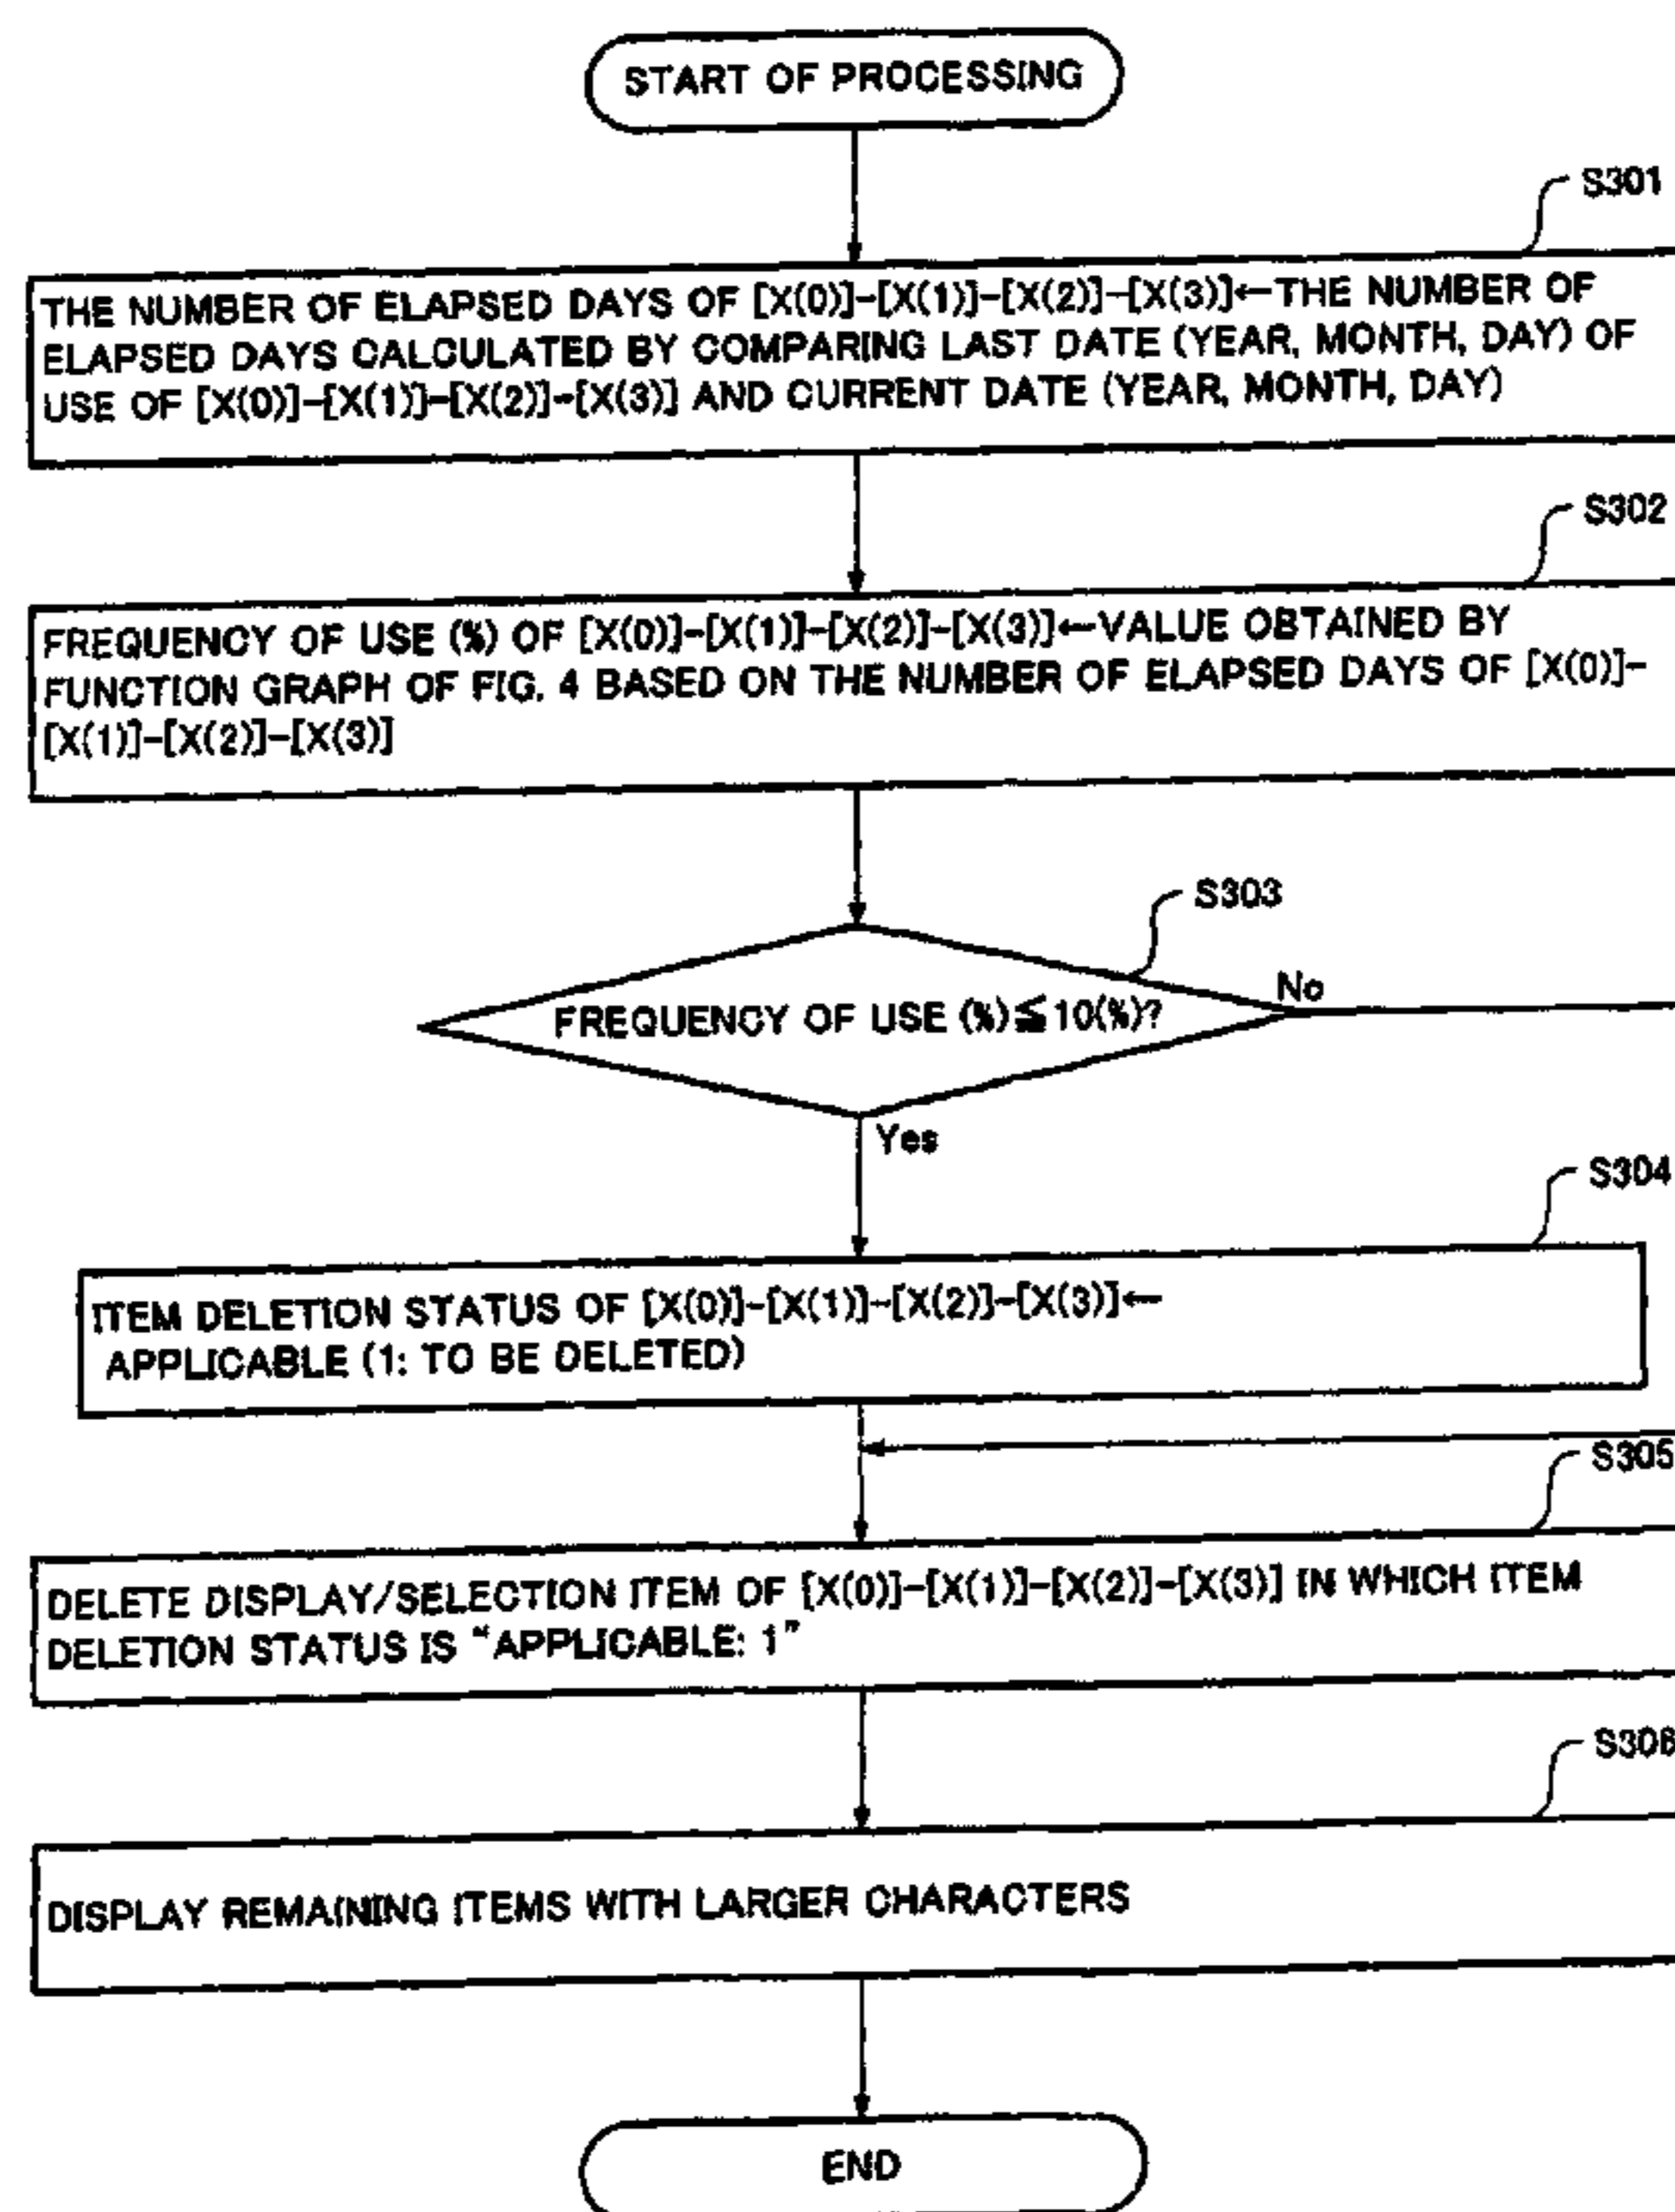 START OF PROCESSING
S301
THE NUMBER OF ELAPSED DAYS OF [X(0)]-[X(1)]-[X(2)]-[X(3)]←THE NUMBER OF
ELAPSED DAYS CALCULATED BY COMPARING LAST DATE (YEAR, MONTH, DAY) OF
USE OF [X(0)]-[X(1)]-[X(2)]-[X(3)] AND CURRENT DATE (YEAR, MONTH, DAY)
S302
FREQUENCY OF USE (%) OF [X(0)]-[X(1)]-[X(2)]-[X(3)]←VALUE OBTAINED BY
FUNCTION GRAPH OF FIG. 4 BASED ON THE NUMBER OF ELAPSED DAYS OF [X(0)]-
[X(1)]-[X(2)]-[X(3)]
S303
No
FREQUENCY OF USE (%)≦10(%)?
Yes
S304
ITEM DELETION STATUS OF [X(0)]-[X(1)]-[X(2)]-[X(3)]←
APPLICABLE (1: TO BE DELETED)
S305
DELETE DISPLAY/SELECTION ITEM OF [X(0)]-[X(1)]-[X(2)]-[X(3)] IN WHICH ITEM
DELETION STATUS IS "APPLICABLE: 1"
S306
DISPLAY REMAINING ITEMS WITH LARGER CHARACTERS
END